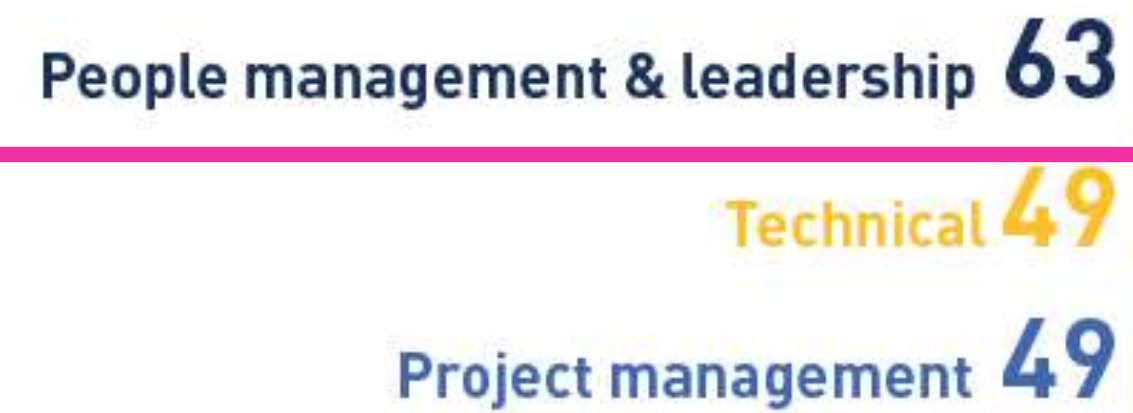 People management & leadership 63
Technical 49
Project management 49